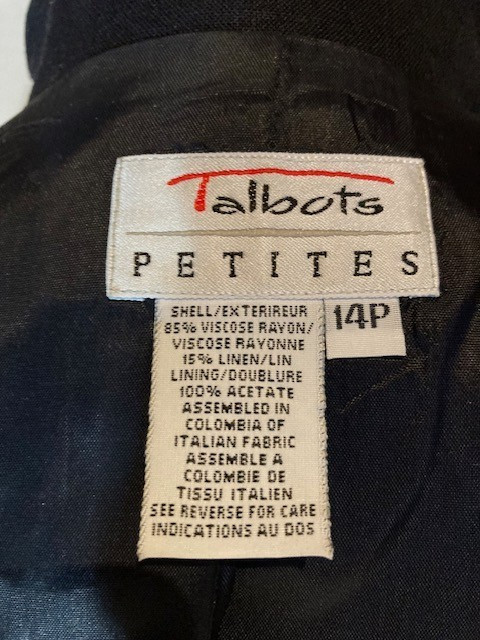 Talbots
PETITES
14P
SHELL/EXTERIREUR
85% VISCOSE RAYON/
VISCOSE RAYONNE
15% LINEN/LIN
LINING/DOUBLURE
100% ACETATE
ASSEMBLED IN
COLOMBIA OF
ITALIAN FABRIC
ASSEMBLE A
COLOMBIE DE
TISSU ITALIEN
SEE REVERSE FOR CARE
INDICATIONS AU DOS